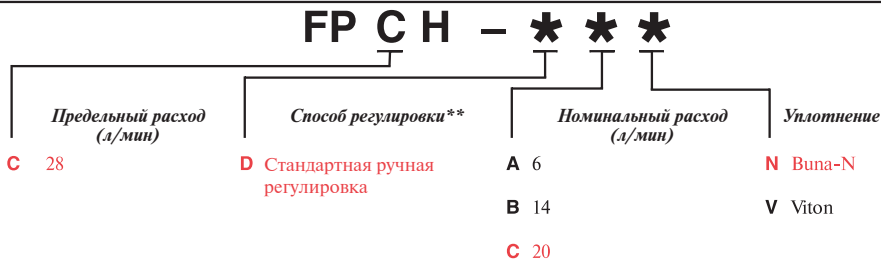 FP C H – * * *
Предельный расход
(л/мин)
Способ регулировки**
Номинальный расход
(л/мин)
Уплотнение
C 28
D Стандартная ручная
регулировка
A 6
N Buna-N
B 14
V Viton
C 20